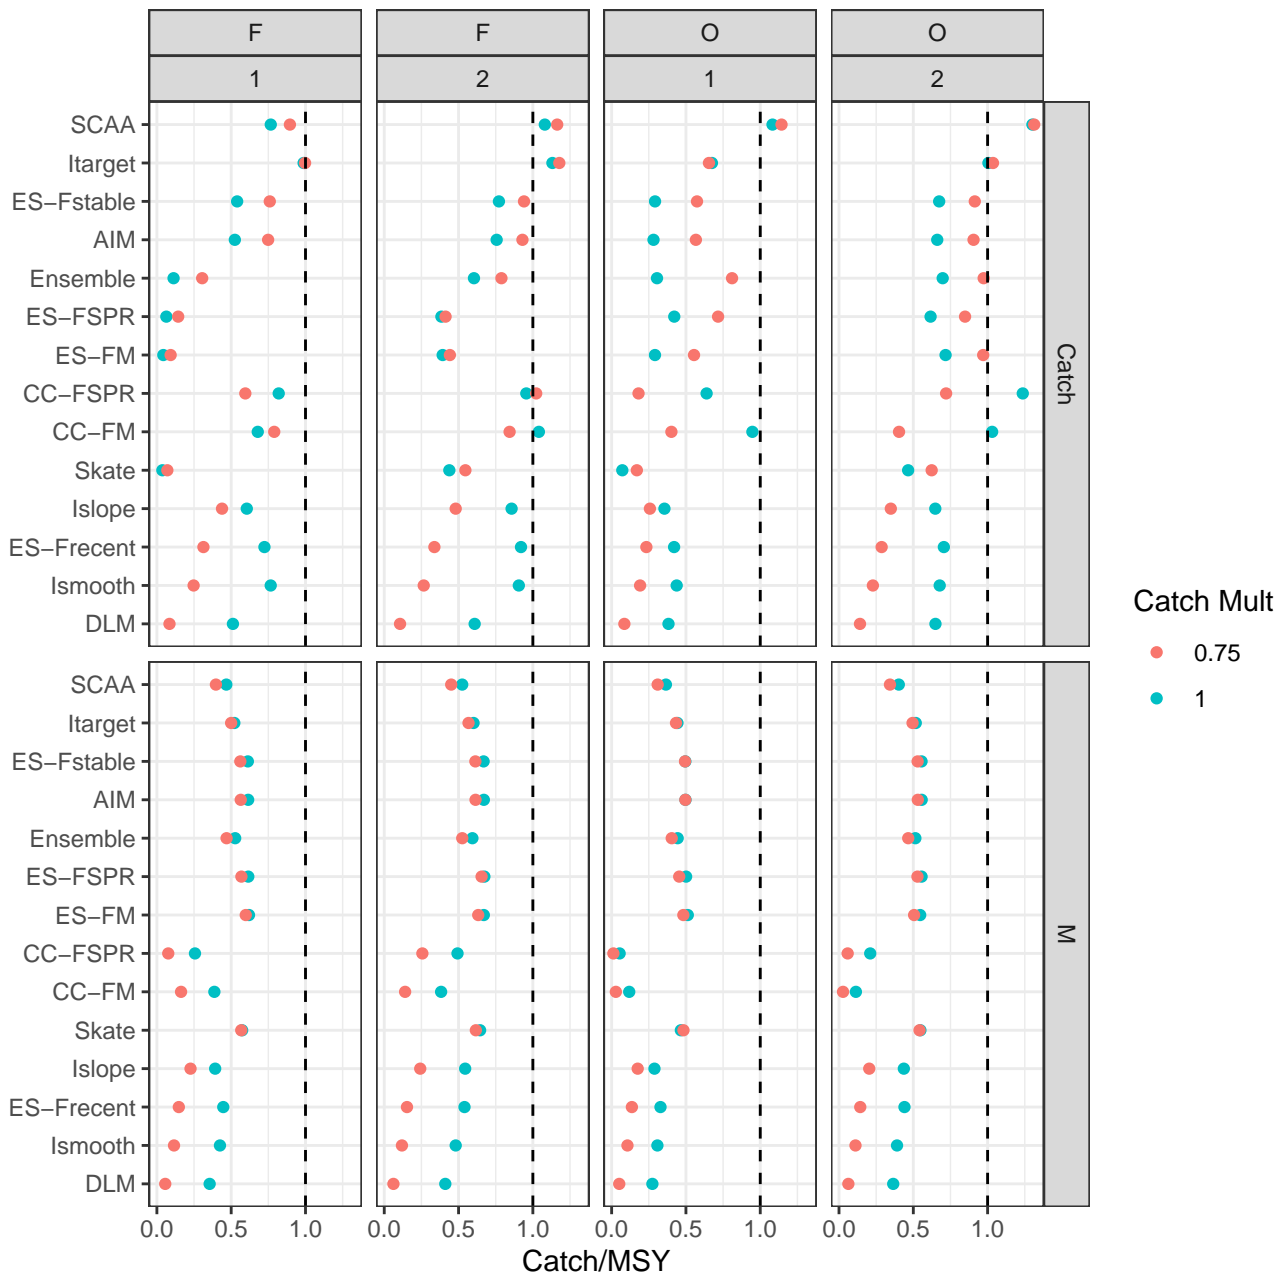 F F O O
1 2 1 2
SCAA
Itarget
ES−Fstable
AIM
Ensemble
ES−FSPR
ES−FM
CC−FSPR
CC−FM
Skate
Islope
ES−Frecent
Ismooth
DLM
Catch
SCAA
Itarget
ES−Fstable
AIM
Ensemble
ES−FSPR
ES−FM
CC−FSPR
CC−FM
Skate
Islope
ES−Frecent
Ismooth
DLM
M
0.0 0.5 1.0 0.0 0.5 1.0 0.0 0.5 1.0 0.0 0.5 1.0
Catch/MSY
Catch Mult
0.75
1